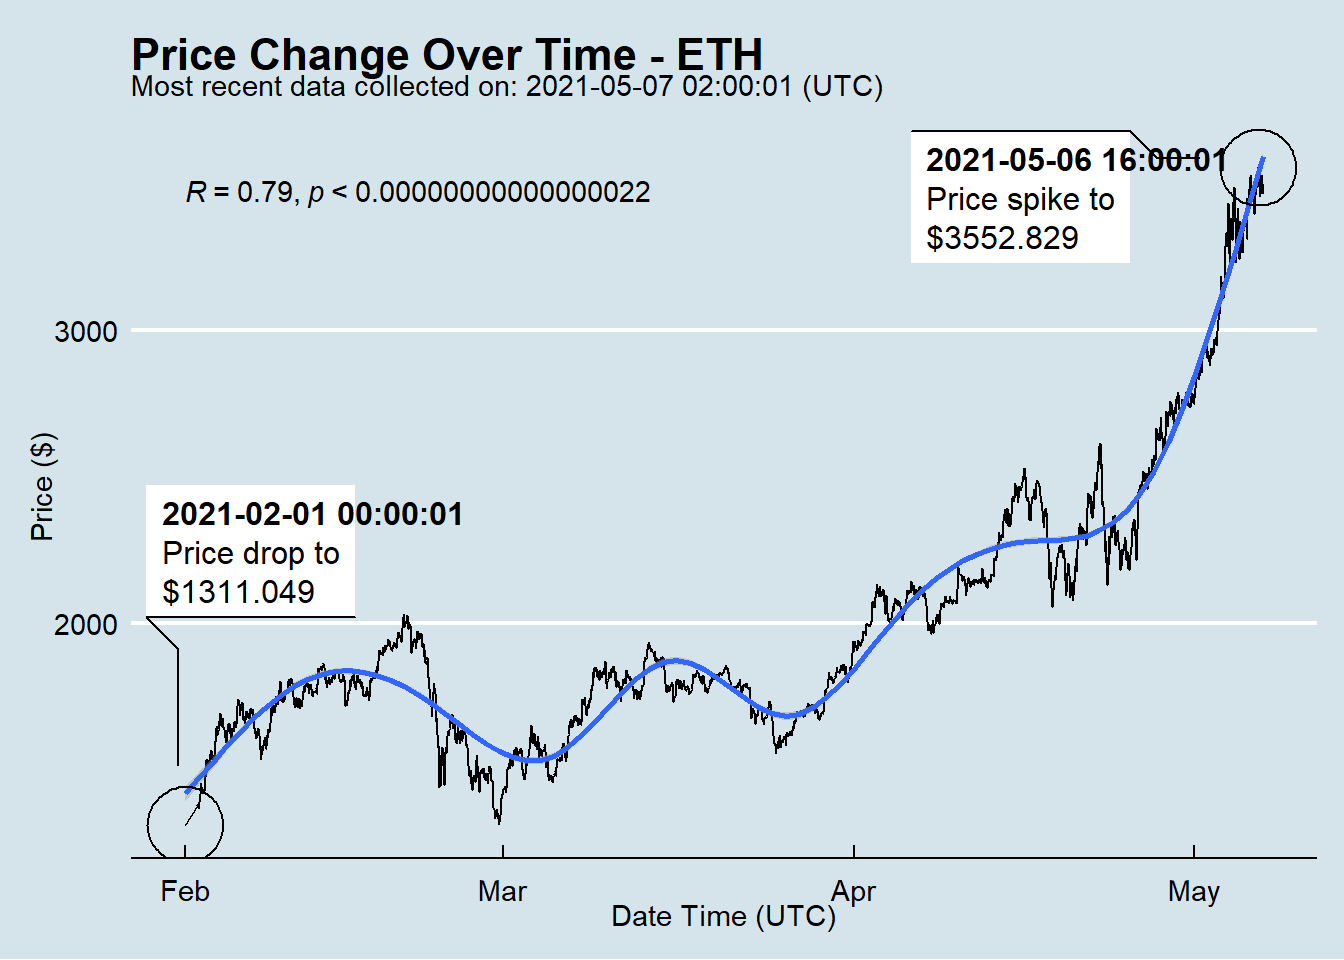 Price Change Over Time - ETH
Most recent data collected on: 2021-05-07 02:00:01 (UTC)
R = 0.79, p < 0.00000000000000022
2021-05-06 16:00:01
Price spike to
$3552.829
3000
Price ($)
2021-02-01 00:00:01
Price drop to
$1311.049
2000
Feb
Mar
Apr
May
Date Time (UTC)